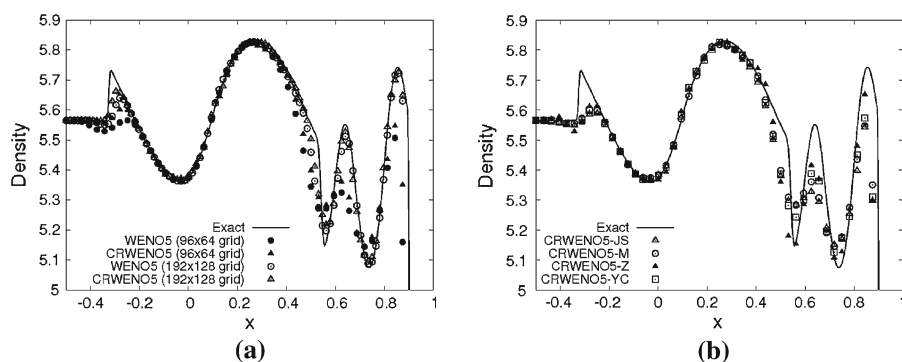 5.9
5.8
5.7
5.6
5.5
5.4
5.3
5.2
5.1
5
Density
Exact
WENO5 (96x64 grid)
CRWENO5 (96x64 grid)
WENO5 (192x128 grid)
CRWENO5 (192x128 grid)
-0.4 -0.2 0 0.2 0.4 0.6 0.8 1
x
(a)
5.9
5.8
5.7
5.6
5.5
5.4
5.3
5.2
5.1
5
Density
Exact
CRWENO5-JS
CRWENO5-M
CRWENO5-Z
CRWENO5-YC
-0.4 -0.2 0 0.2 0.4 0.6 0.8 1
x
(b)